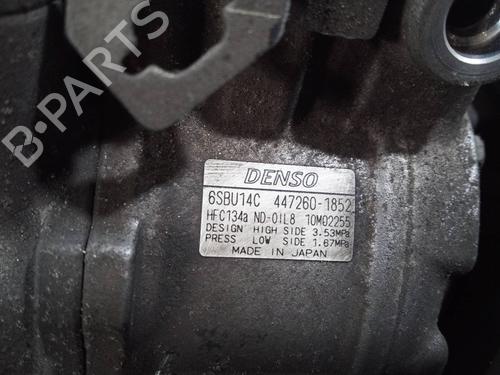 B-PARTS
DENSO
6SBU14C 447260-1852
HFC134a ND-OIL8 10M02255
DESIGN HIGH SIDE 3.53MPa
PRESS LOW SIDE 1.67MPa
MADE IN JAPAN